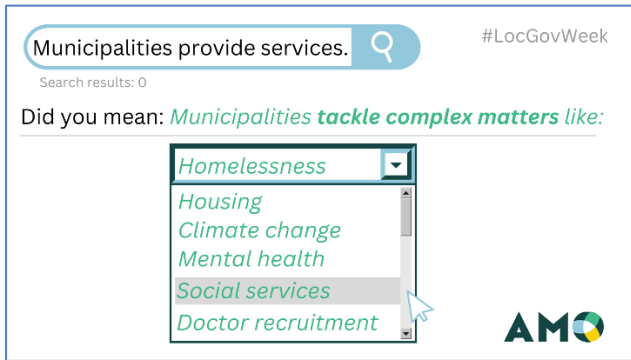 Municipalities provide services.
#LocGovWeek
Search results: 0
Did you mean: Municipalities tackle complex matters like:
Homelessness
Housing
Climate change
Mental health
Social services
Doctor recruitment
AMO